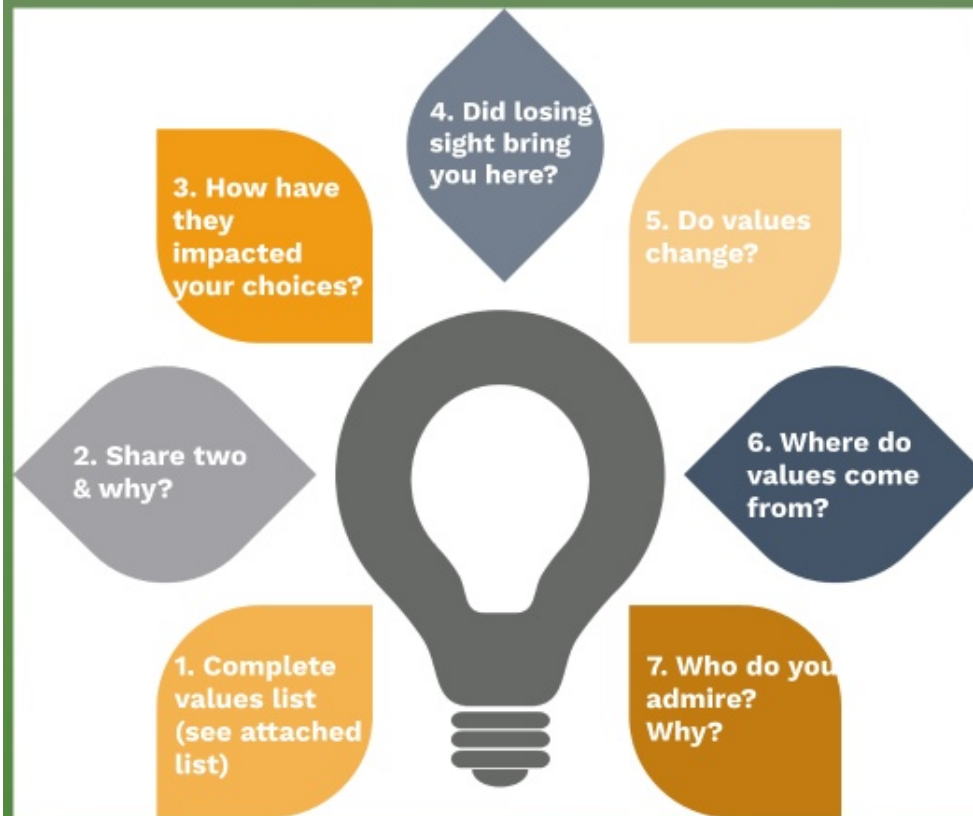 1. Complete
values list
(see attached
list)
2. Share two
& why?
3. How have
they
impacted
your choices?
4. Did losing
sight bring
you here?
5. Do values
change?
6. Where do
values come
from?
7. Who do you
admire?
Why?